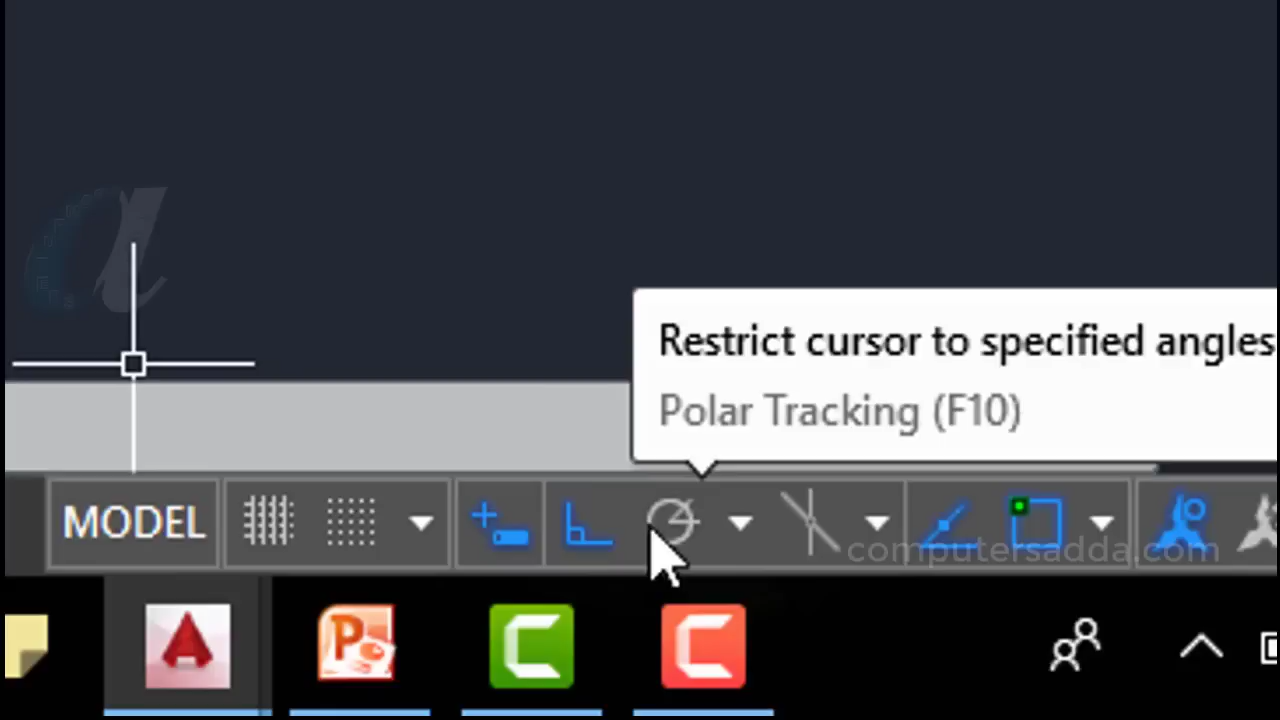 Restrict cursor to specified angles
Polar Tracking (F10)
MODEL
computersadda.com